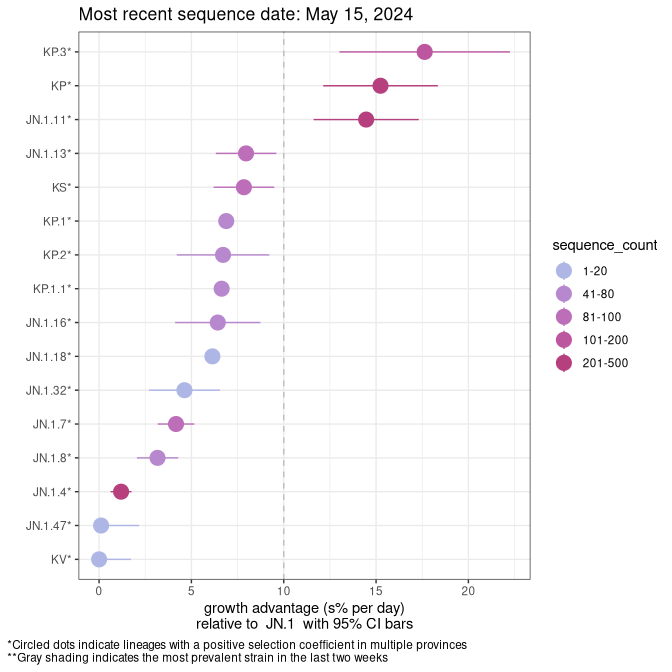 Most recent sequence date: May 15, 2024
KP.3*
KP*
JN.1.11*
JN.1.13*
KS*
KP.1*
KP.2*
KP.1.1*
JN.1.16*
JN.1.18*
JN.1.32*
JN.1.7*
JN.1.8*
JN.1.4*
JN.1.47*
KV*
0 5 10 15 20
growth advantage (s% per day)
relative to JN.1 with 95% CI bars
sequence_count
1-20
41-80
81-100
101-200
201-500
*Circled dots indicate lineages with a positive selection coefficient in multiple provinces
**Gray shading indicates the most prevalent strain in the last two weeks